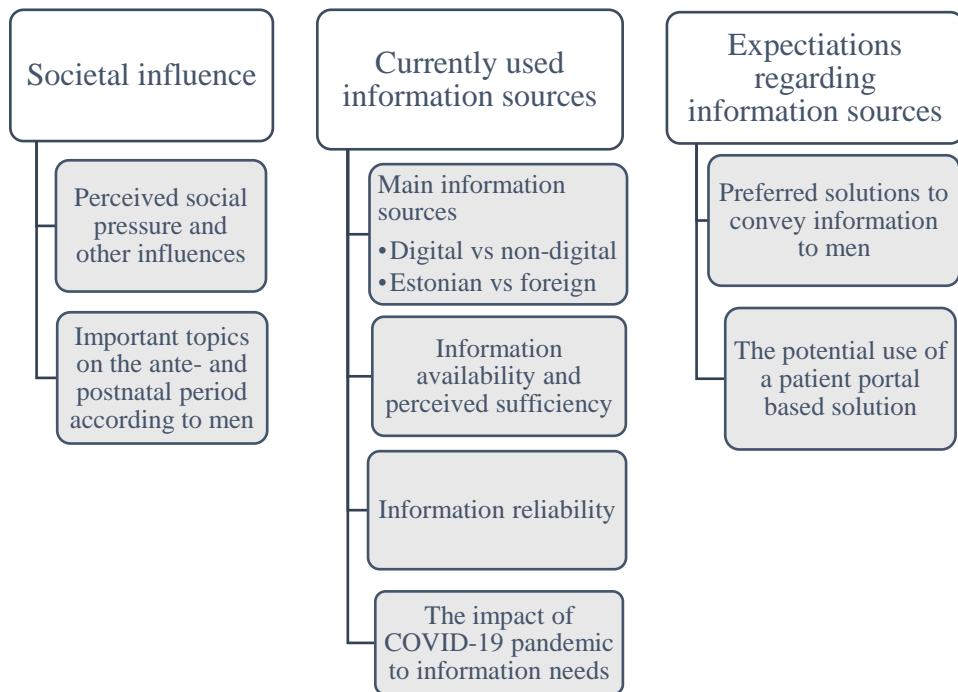 Societal influence
Perceived social
pressure and
other influences
Important topics
on the ante- and
postnatal period
according to men
Currently used
information sources
Main information
sources
•Digital vs non-digital
•Estonian vs foreign
Information
availability and
perceived sufficiency
Information reliability
The impact of
COVID-19 pandemic
to information needs
Expectiations
regarding
information sources
Preferred solutions to
convey information
to men
The potential use of
a patient portal
based solution